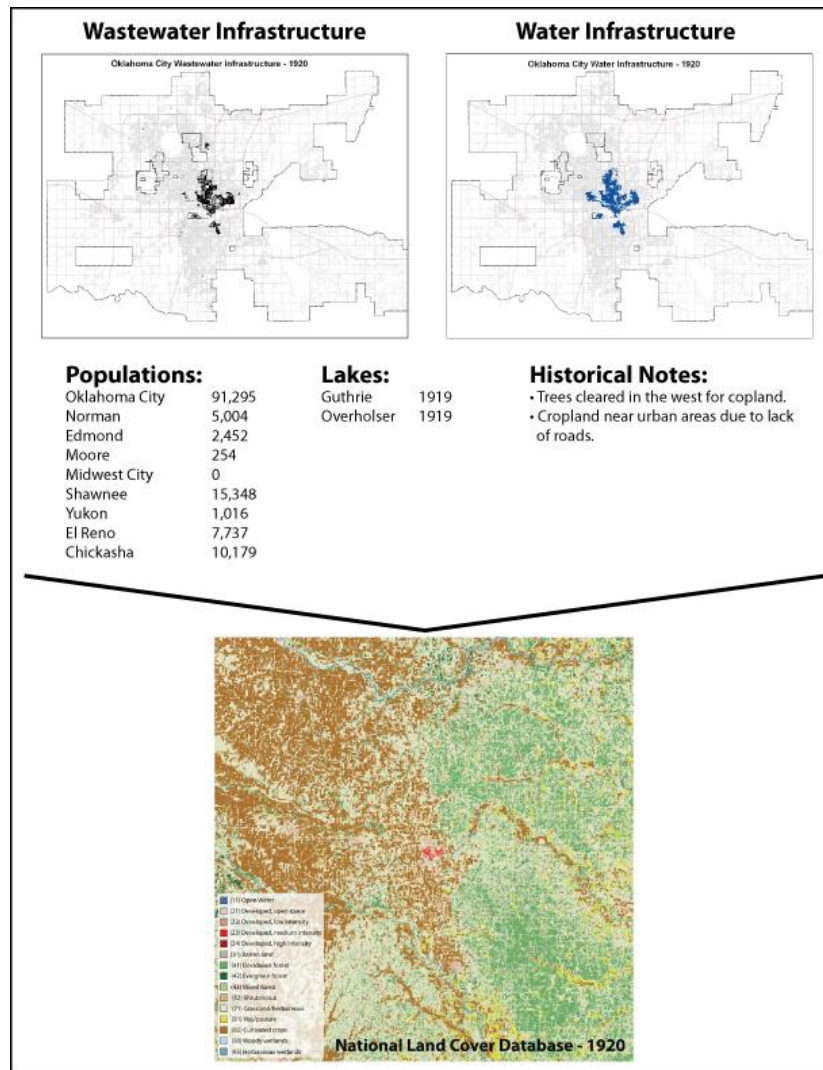 Wastewater Infrastructure
Water Infrastructure
Oklahoma City Wastewater Infrastructure - 1920
Oklahoma City Water Infrastructure - 1920
Populations:
Oklahoma City 91,295
Norman 5,004
Edmond 2,452
Moore 254
Midwest City 0
Shawnee 15,348
Yukon 1,016
El Reno 7,737
Chickasha 10,179
Lakes:
Guthrie 1919
Overholser 1919
Historical Notes:
• Trees cleared in the west for copland.
• Cropland near urban areas due to lack
of roads.
[11] Open Water
[21] Developed, open space
[22] Developed, low intensity
[23] Developed, medium intensity
[24] Developed, high intensity
[31] Barren land
[41] Deciduous forest
[42] Evergreen forest
[43] Mixed forest
[71] Grassland/herbaceous
[81] Hay/pasture
[82] Cultivated crops
[90] Woody wetlands
[95] Herbaceous wetlands
National Land Cover Database - 1920